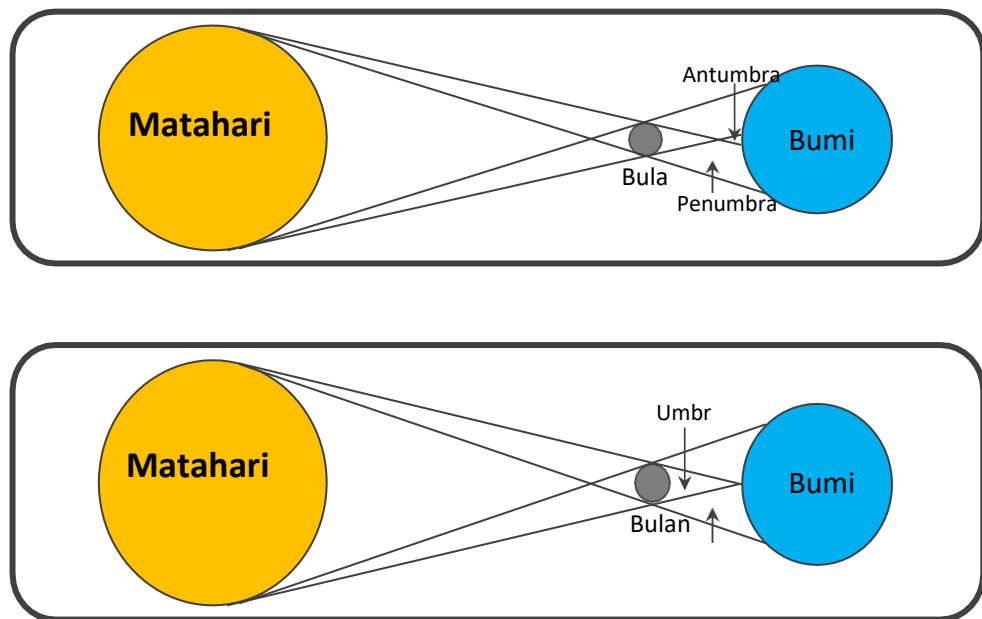 Antumbra
Matahari
Bumi
Bula
Penumbra
Umbr
Matahari
Bumi
Bulan